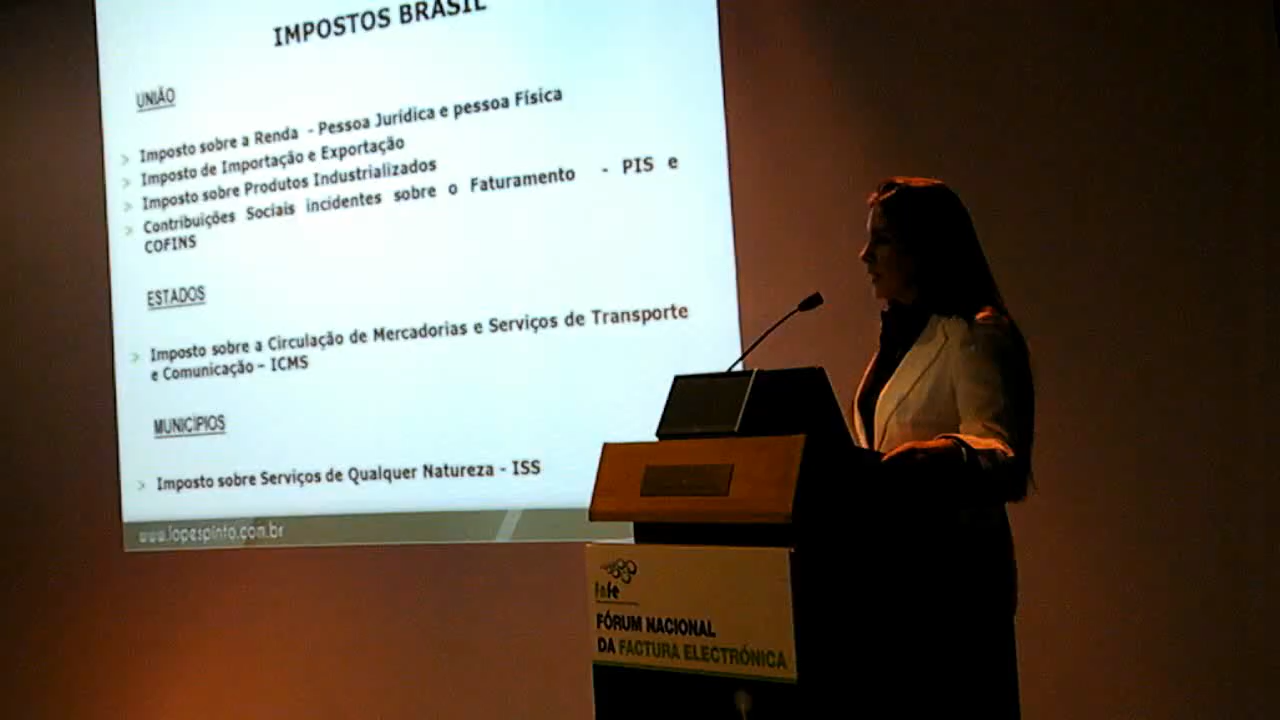 IMPOSTOS BRASIL
UNIÃO
> Imposto sobre a Renda - Pessoa Jurídica e pessoa Física
> Imposto de Importação e Exportação
> Imposto sobre Produtos Industrializados
> Contribuições Sociais incidentes sobre o Faturamento - PIS e
COFINS
ESTADOS
> Imposto sobre a Circulação de Mercadorias e Serviços de Transporte
e Comunicação – ICMS
MUNICÍPIOS
> Imposto sobre Serviços de Qualquer Natureza - ISS
www.lopespinto.com.br
fnfe
FÓRUM NACIONAL
DA FACTURA ELECTRÓNICA